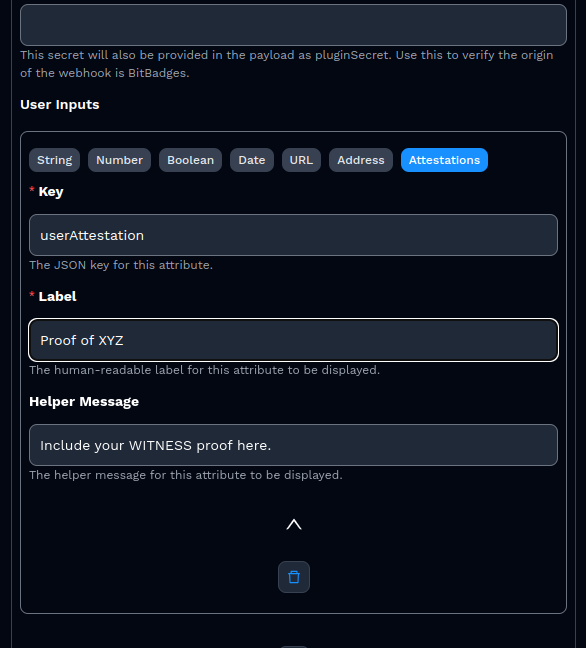 This secret will also be provided in the payload as pluginSecret. Use this to verify the origin
of the webhook is BitBadges.
User Inputs
String Number Boolean Date URL Address Attestations
* Key
userAttestation
The JSON key for this attribute.
* Label
Proof of XYZ
The human-readable label for this attribute to be displayed.
Helper Message
Include your WITNESS proof here.
The helper message for this attribute to be displayed.